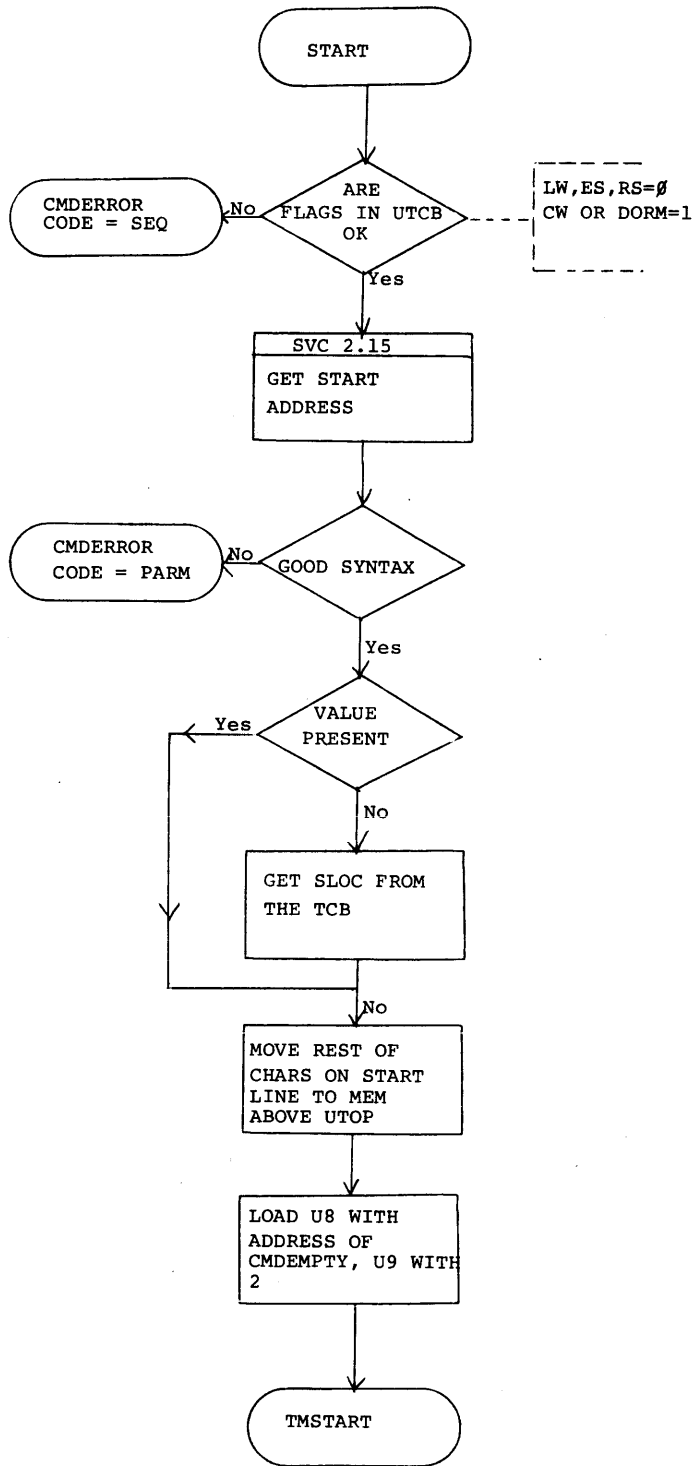 START
ARE
FLAGS IN UTCB
OK
LW,ES,RS=Ø
CW OR DORM=1
No
CMDERROR
CODE = SEQ
Yes
SVC 2.15
GET START
ADDRESS
GOOD SYNTAX
No
CMDERROR
CODE = PARM
Yes
VALUE
PRESENT
Yes
No
GET SLOC FROM
THE TCB
No
MOVE REST OF
CHARS ON START
LINE TO MEM
ABOVE UTOP
LOAD U8 WITH
ADDRESS OF
CMDEMPTY, U9 WITH
2
TMSTART